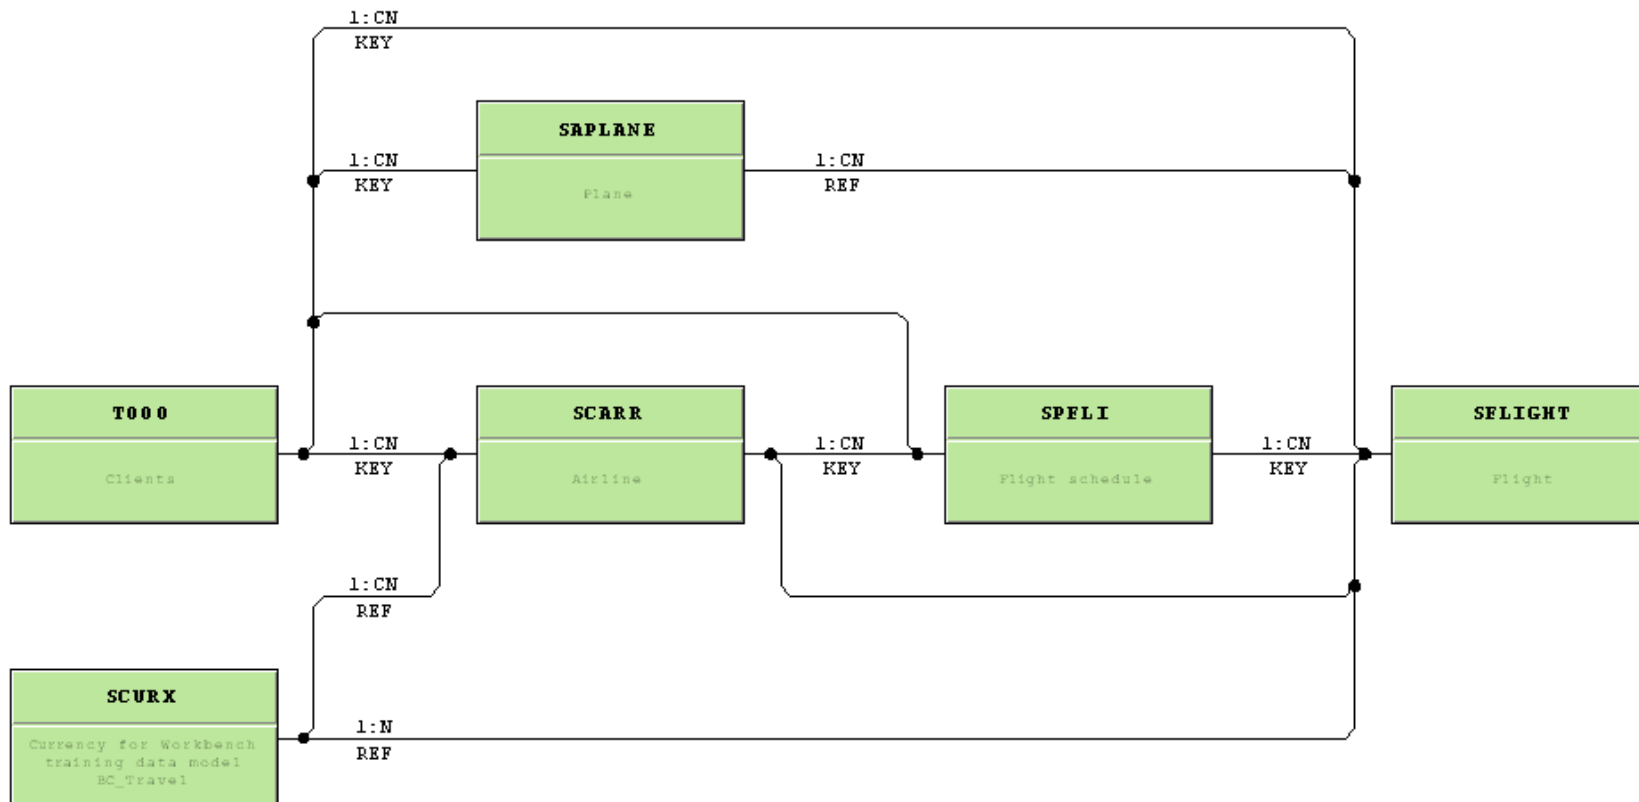 1:CN
KEY
SAPLANE
Plane
1:CN
KEY
1:CN
REF
T000
Clients
1:CN
KEY
SCARR
Airline
1:CN
KEY
SPFLI
Flight schedule
1:CN
KEY
SFLIGHT
Flight
1:CN
REF
SCURX
Currency for Workbench
training data model
BC_Travel
1:N
REF